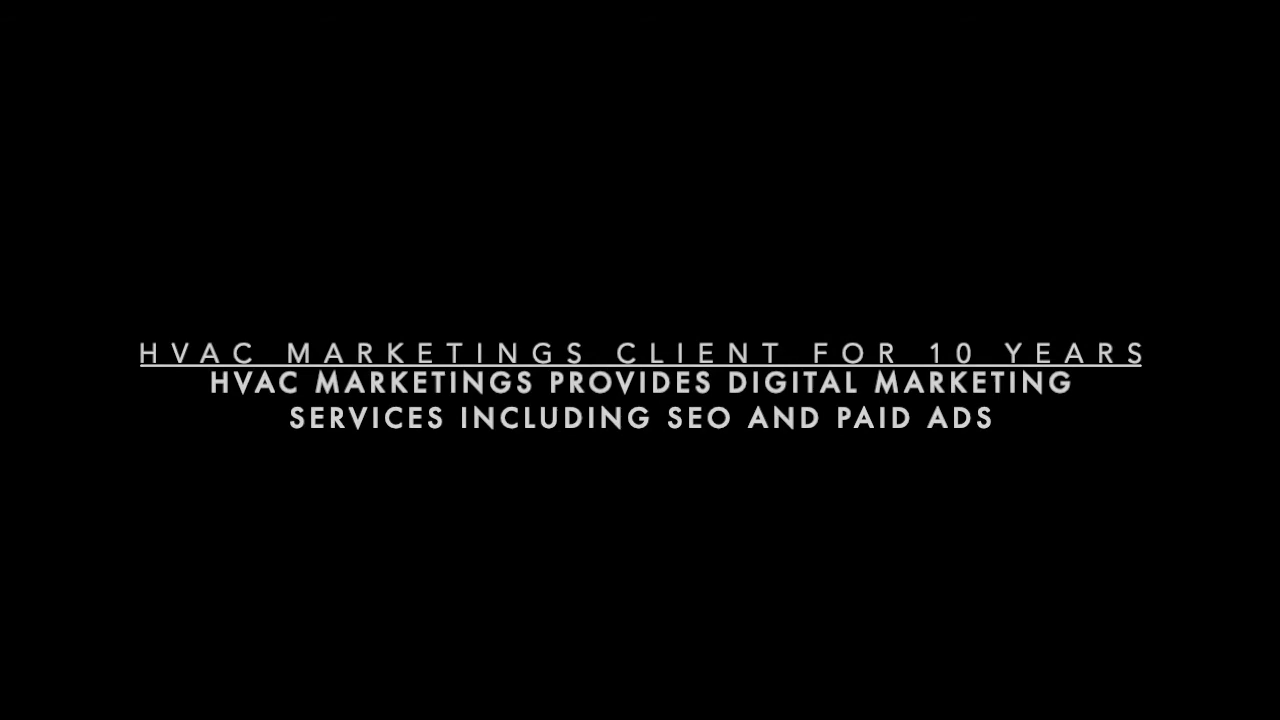 HVAC MARKETINGS CLIENT FOR 10 YEARS
HVAC MARKETINGS PROVIDES DIGITAL MARKETING
SERVICES INCLUDING SEO AND PAID ADS